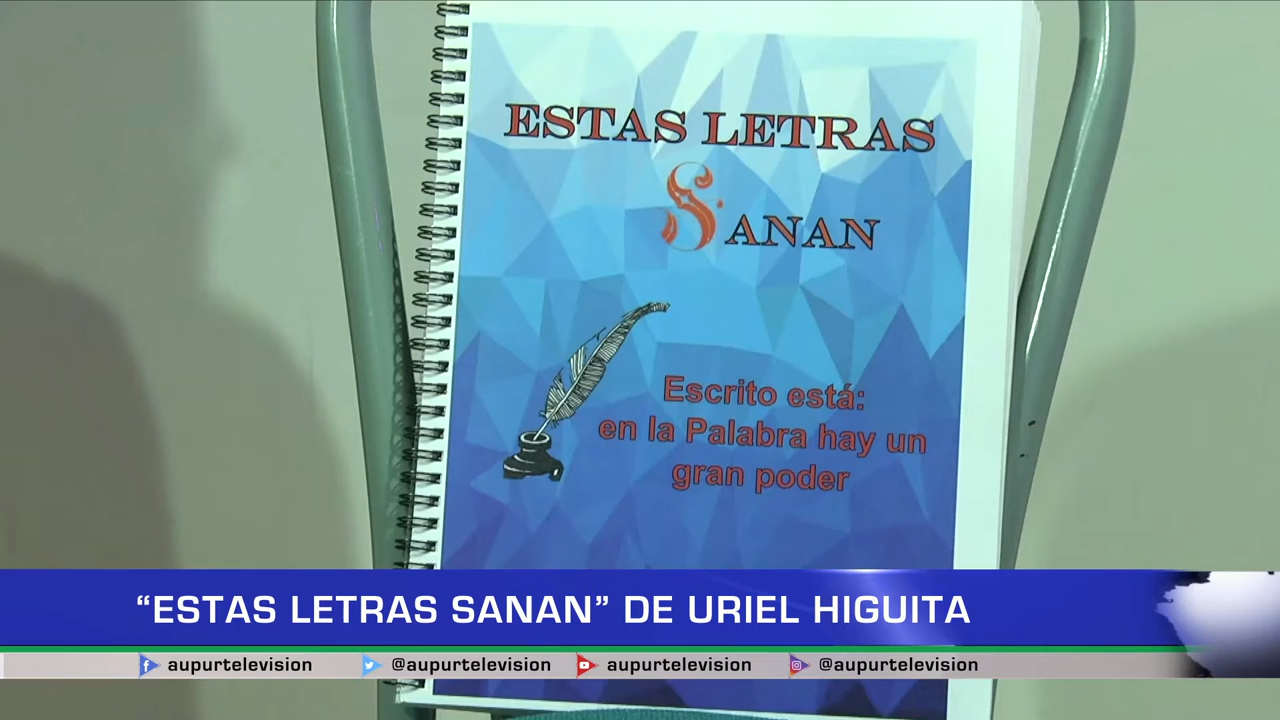 ESTAS LETRAS
SANAN
Escrito está:
en la Palabra hay un
gran poder
“ESTAS LETRAS SANAN” DE URIEL HIGUITA
aupurtelevision @aupurtelevision aupurtelevision @aupurtelevision